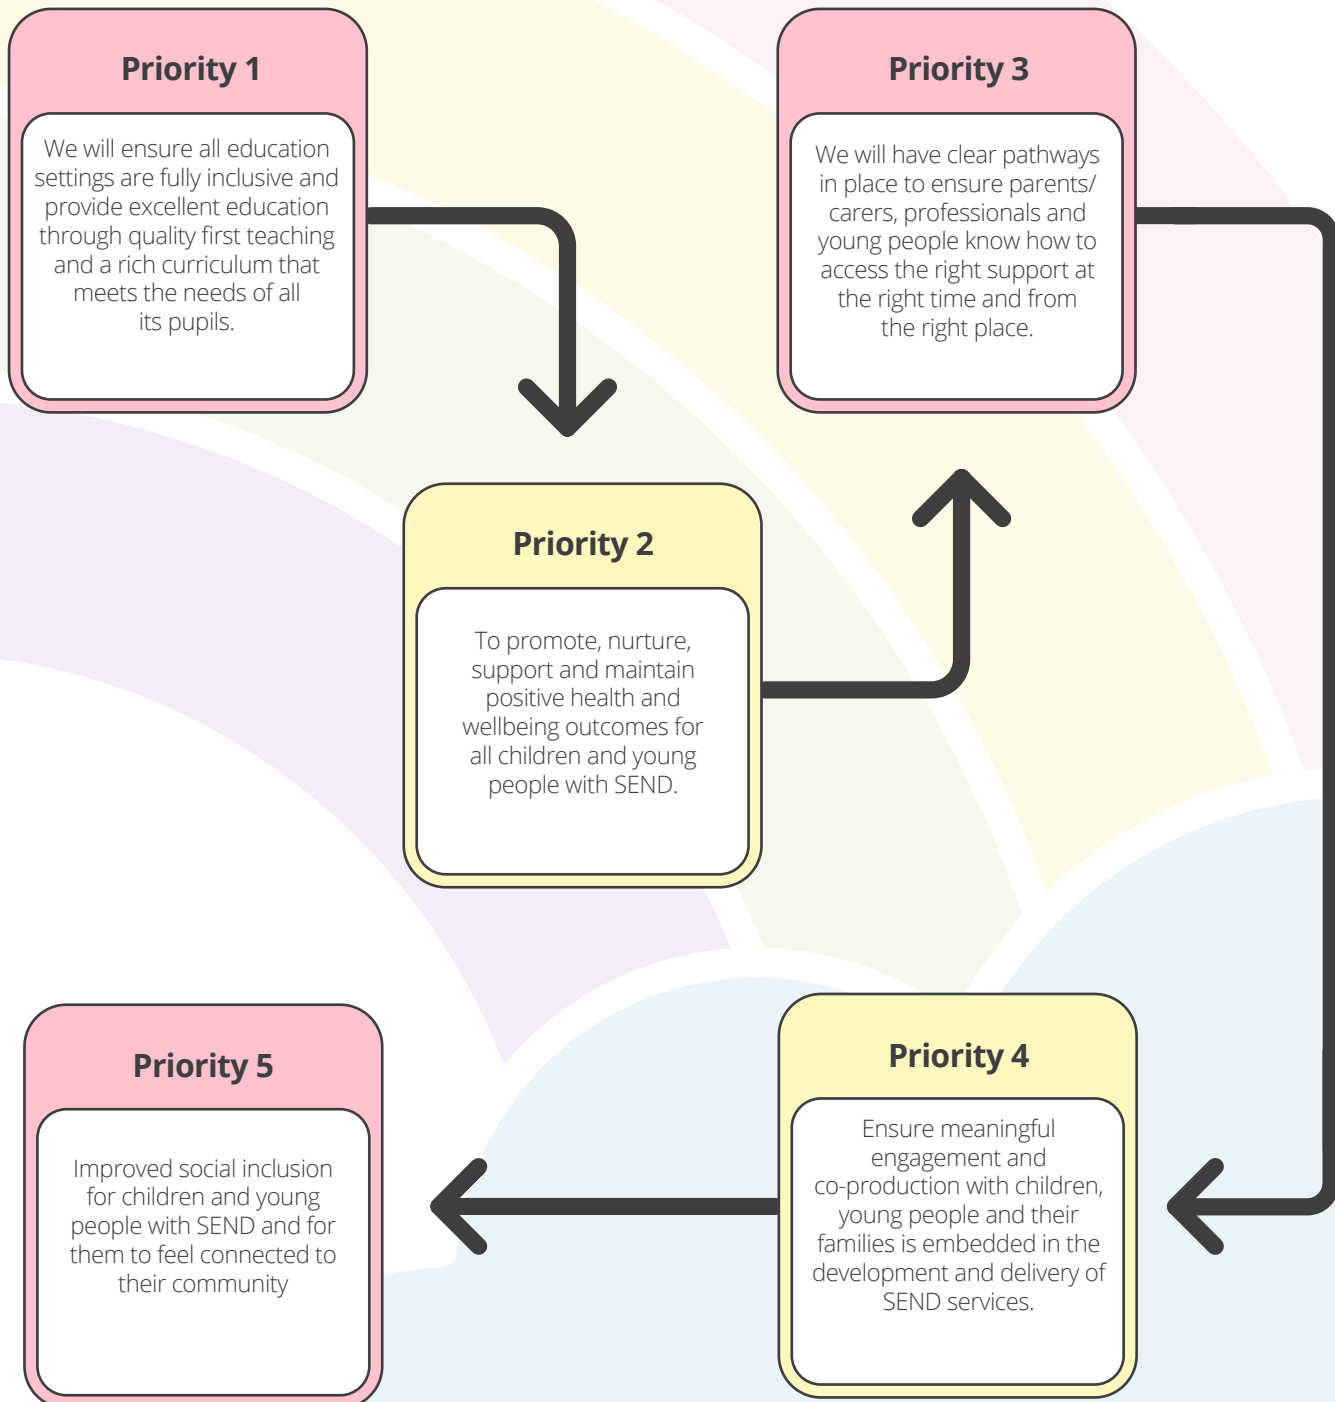 Priority 1
We will ensure all education
settings are fully inclusive and
provide excellent education
through quality first teaching
and a rich curriculum that
meets the needs of all
its pupils.
Priority 2
To promote, nurture,
support and maintain
positive health and
wellbeing outcomes for
all children and young
people with SEND.
Priority 3
We will have clear pathways
in place to ensure parents/
carers, professionals and
young people know how to
access the right support at
the right time and from
the right place.
Priority 4
Ensure meaningful
engagement and
co-production with children,
young people and their
families is embedded in the
development and delivery of
SEND services.
Priority 5
Improved social inclusion
for children and young
people with SEND and for
them to feel connected to
their community